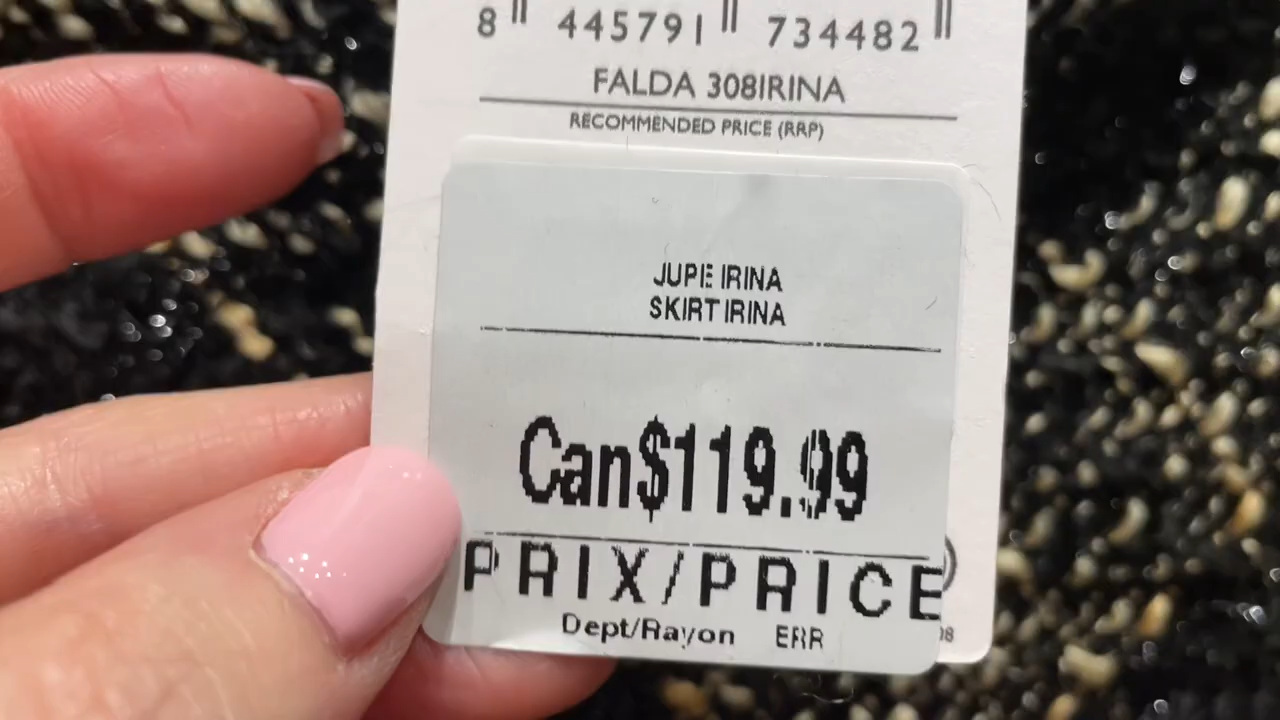 8 445791 734482
FALDA 308IRINA
RECOMMENDED PRICE (RRP)
JUPE IRINA
SKIRT IRINA
Can$119.99
PRIX/PRICE
Dept/Rayon ERR